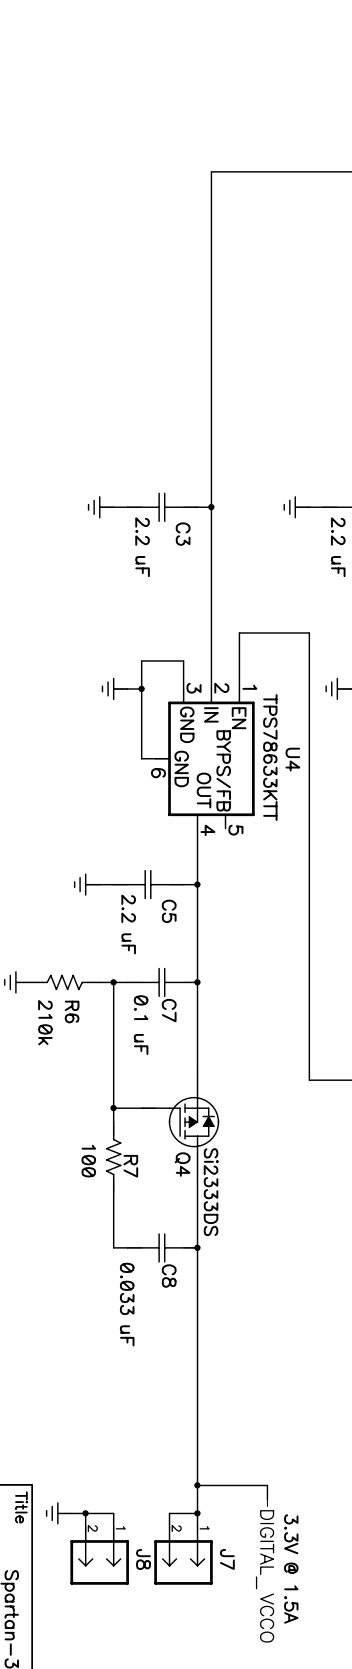 2.2 uF
C3
2.2 uF
U4
TPS78633KTT
1
2
3
EN
IN
GND
BYPS/FB
OUT
GND
6
5
4
C5
2.2 uF
C7
0.1 uF
R6
210k
Si2333DS
Q4
R7
100
C8
0.033 uF
3.3V @ 1.5A
DIGITAL_VCCO
J7
1
2
J8
1
2
Title
Spartan-3